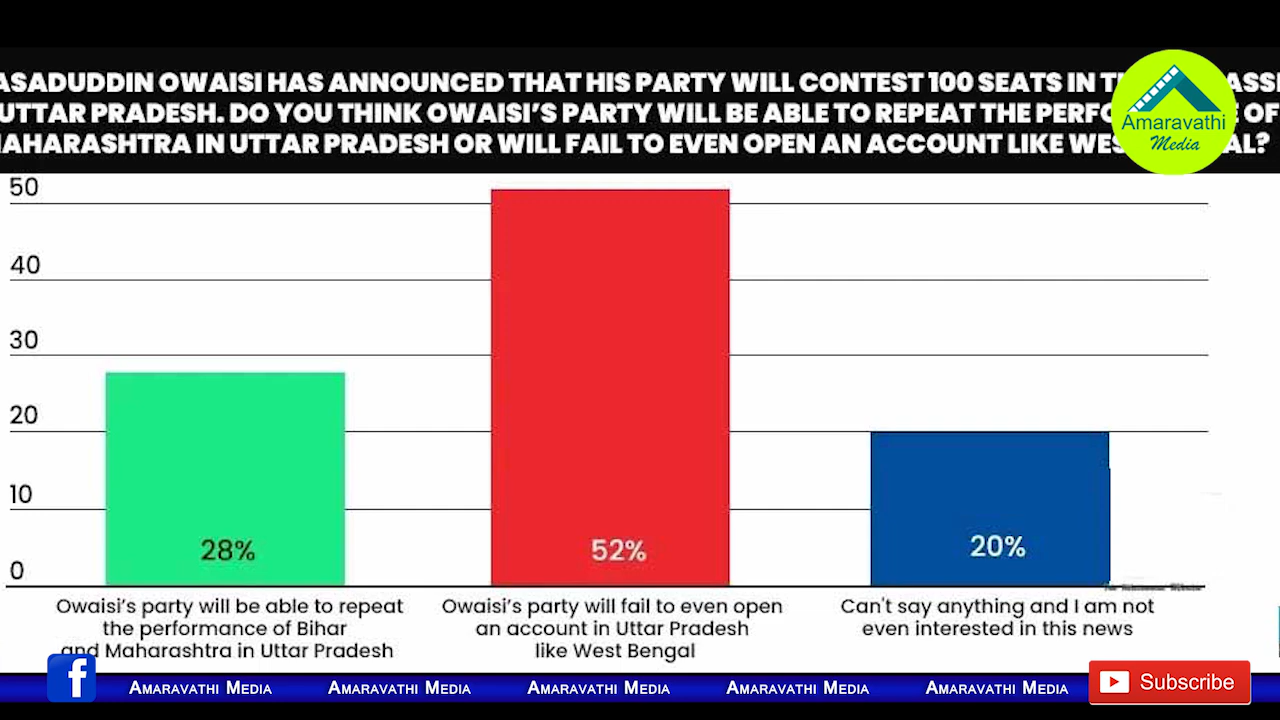 ASADUDDIN OWAISI HAS ANNOUNCED THAT HIS PARTY WILL CONTEST 100 SEATS IN
UTTAR PRADESH. DO YOU THINK OWAISI'S PARTY WILL BE ABLE TO REPEAT THE OF
IN UTTAR PRADESH OR WILL FAIL TO EVEN OPEN AN ACCOUNT LIKE
Amaravathi
Media
50
40
30
20
10
0
28%
52%
20%
Owaisi's party will be able to repeat
the performance of Bihar
and Maharashtra in Uttar Pradesh
Owaisi's party will fail to even open
an account in Uttar Pradesh
like West Bengal
Can't say anything and I am not
even interested in this news
f
Amaravathi Media Amaravathi Media Amaravathi Media Amaravathi Media Amaravathi Media
Subscribe